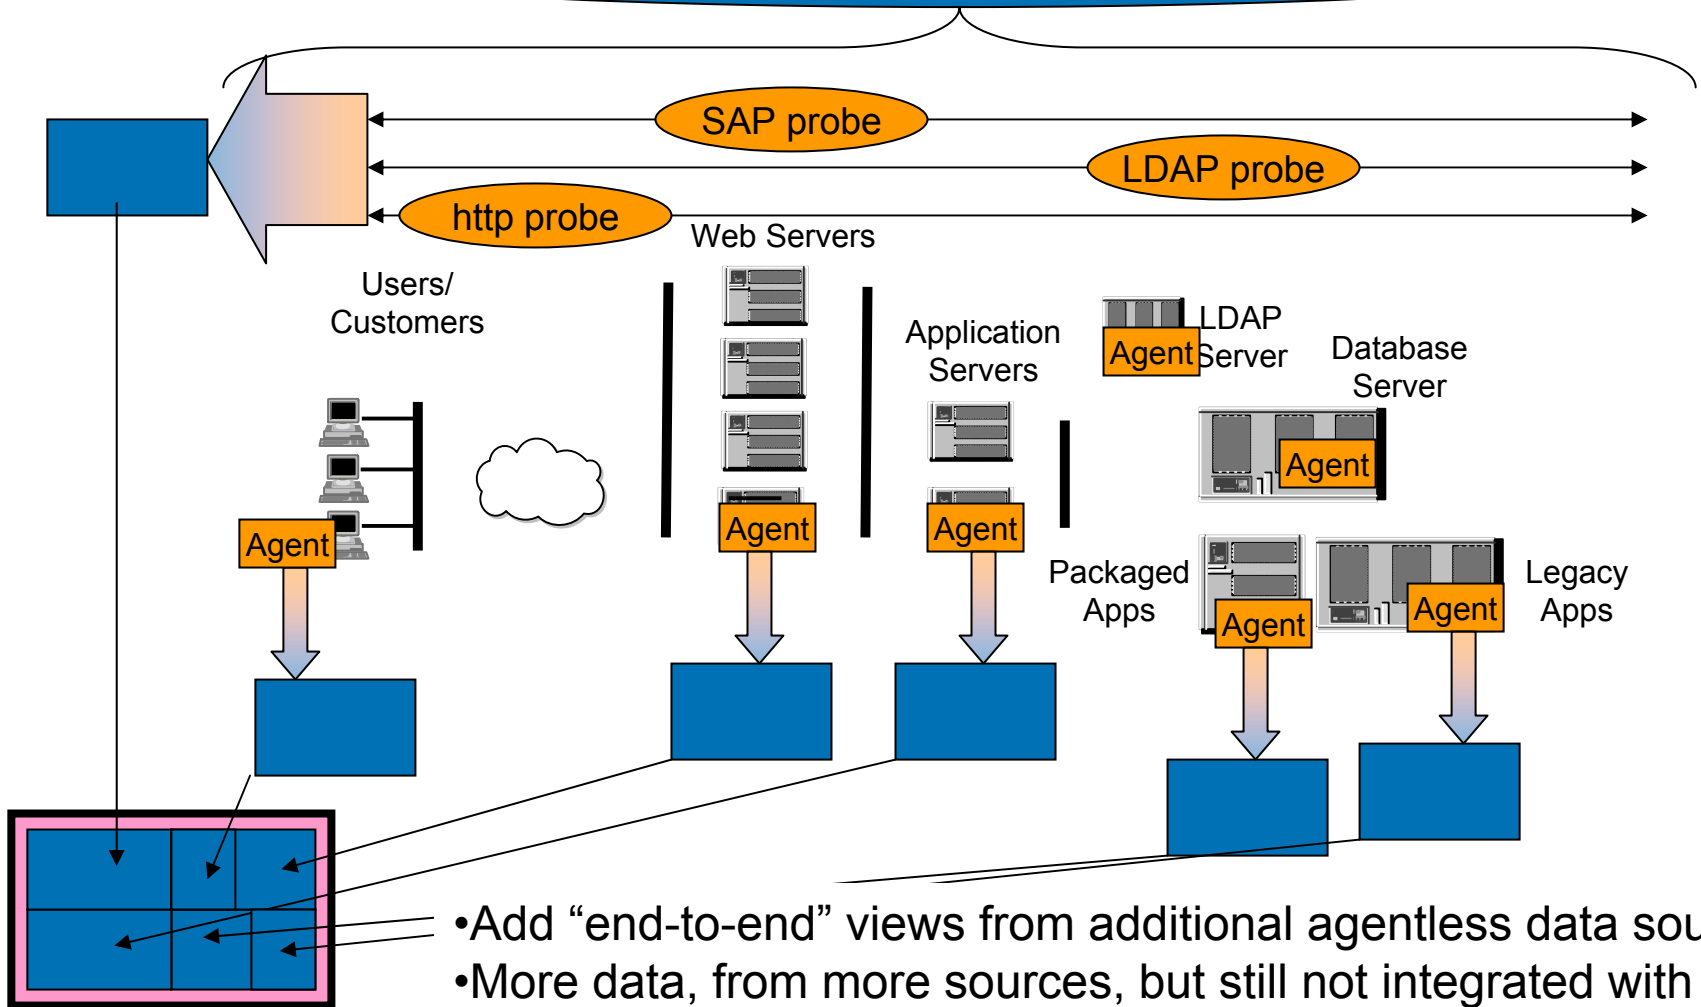 SAP probe
LDAP probe
http probe
Web Servers
Users/
Customers
Application
Servers
LDAP
Server
Agent
Database
Server
Agent
Agent
Agent
Agent
Packaged
Apps
Agent
Agent
Legacy
Apps
•Add “end-to-end” views from additional agentless data
•More data, from more sources, but still not integrated with